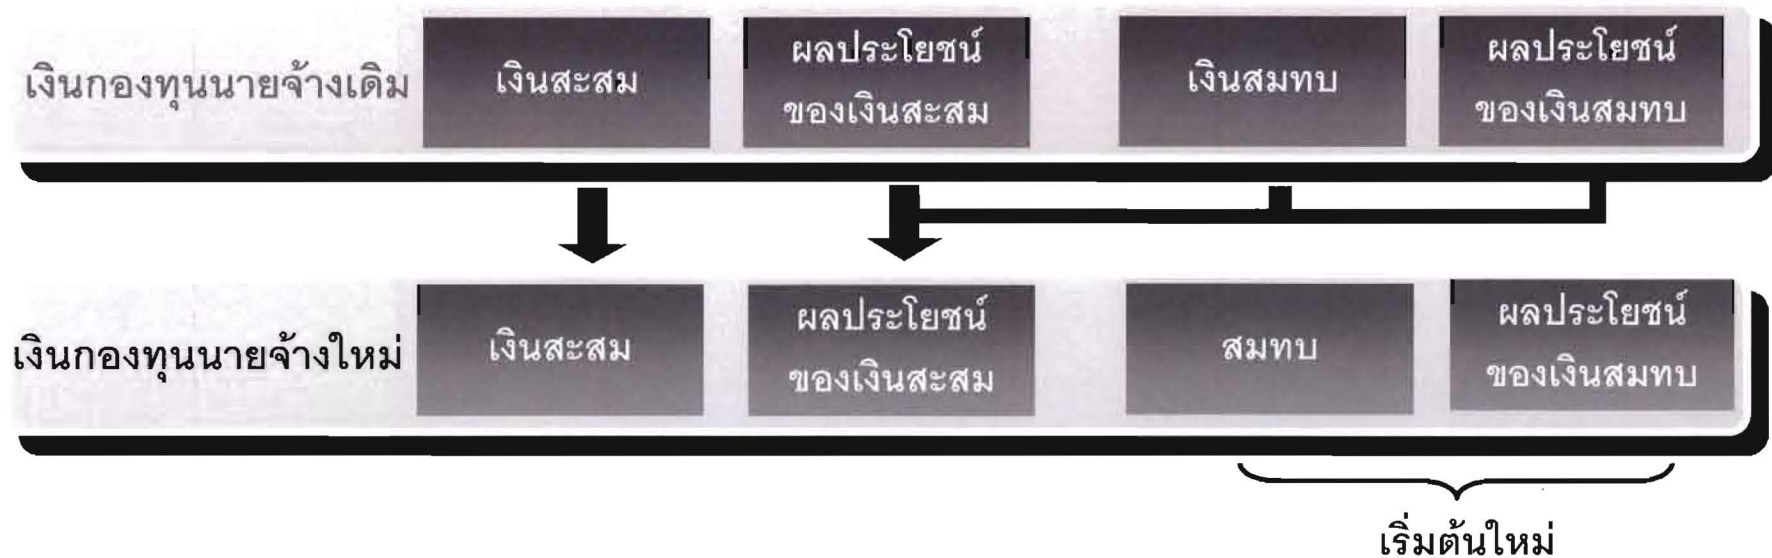 เงินกองทุนนายจ้างเดิม
เงินสะสม
ผลประโยชน์
ของเงินสะสม
เงินสมทบ
ผลประโยชน์
ของเงินสมทบ
เงินกองทุนนายจ้างใหม่
เงินสะสม
ผลประโยชน์
ของเงินสะสม
สมทบ
ผลประโยชน์
ของเงินสมทบ
เริ่มต้นใหม่